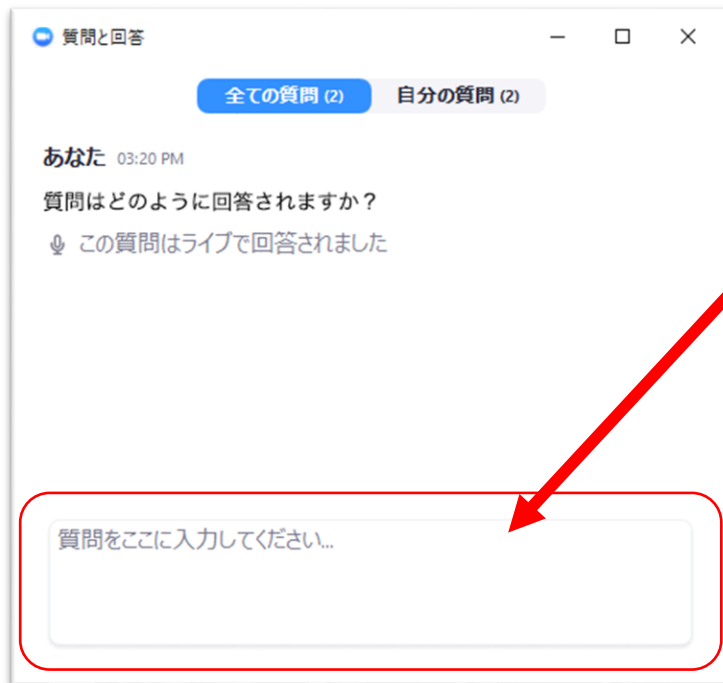 質問と回答
全ての質問 (2) 自分の質問 (2)
あなた 03:20 PM
質問はどのように回答されますか？
この質問はライブで回答されました
質問をここに入力してください...